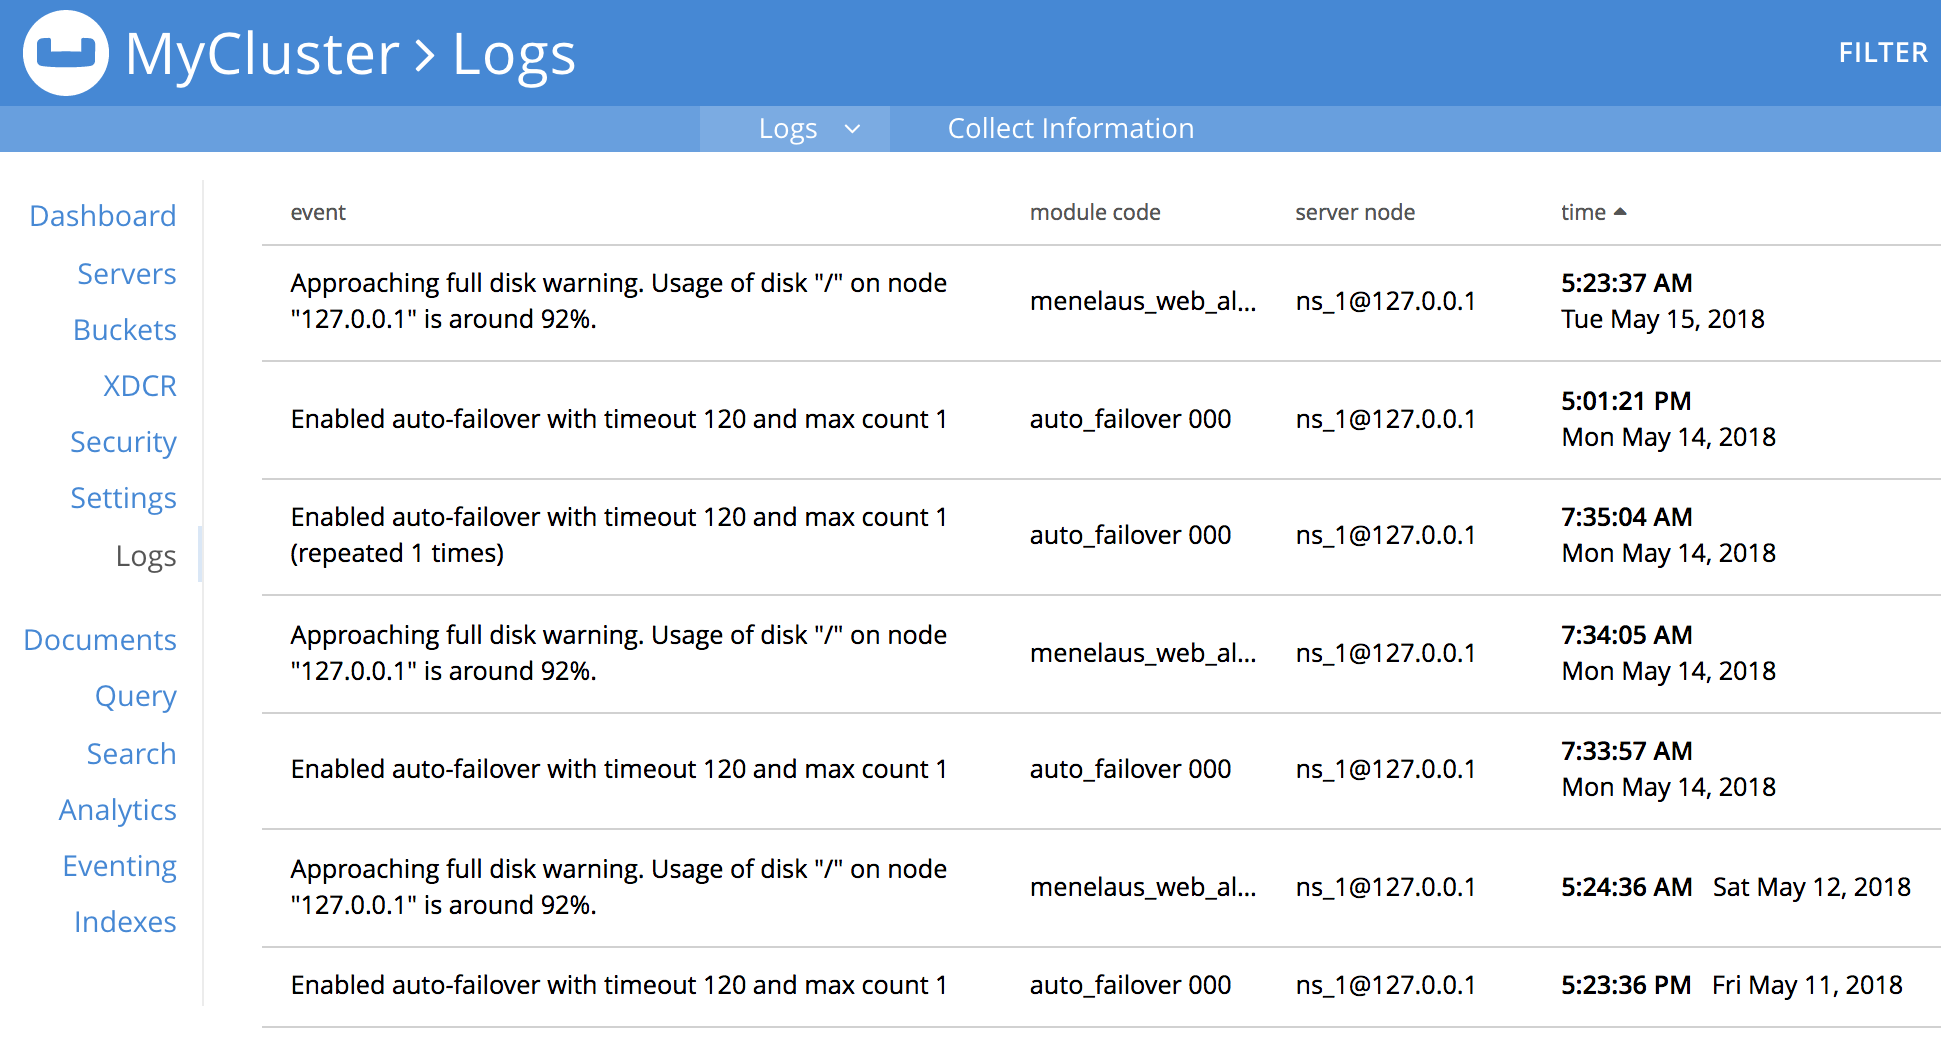 MyCluster > Logs
FILTER
Logs
Collect Information
Dashboard
Servers
Buckets
XDCR
Security
Settings
Logs
Documents
Query
Search
Analytics
Eventing
Indexes
event module code server node time
Approaching full disk warning. Usage of disk "/" on node
"127.0.0.1" is around 92%.
menelaus_web_al...
ns_1@127.0.0.1
5:23:37 AM
Tue May 15, 2018
Enabled auto-failover with timeout 120 and max count 1
auto_failover 000
ns_1@127.0.0.1
5:01:21 PM
Mon May 14, 2018
Enabled auto-failover with timeout 120 and max count 1
(repeated 1 times)
auto_failover 000
ns_1@127.0.0.1
7:35:04 AM
Mon May 14, 2018
Approaching full disk warning. Usage of disk "/" on node
"127.0.0.1" is around 92%.
menelaus_web_al...
ns_1@127.0.0.1
7:34:05 AM
Mon May 14, 2018
Enabled auto-failover with timeout 120 and max count 1
auto_failover 000
ns_1@127.0.0.1
7:33:57 AM
Mon May 14, 2018
Approaching full disk warning. Usage of disk "/" on node
"127.0.0.1" is around 92%.
menelaus_web_al...
ns_1@127.0.0.1
5:24:36 AM Sat May 12, 2018
Enabled auto-failover with timeout 120 and max count 1
auto_failover 000
ns_1@127.0.0.1
5:23:36 PM Fri May 11, 2018